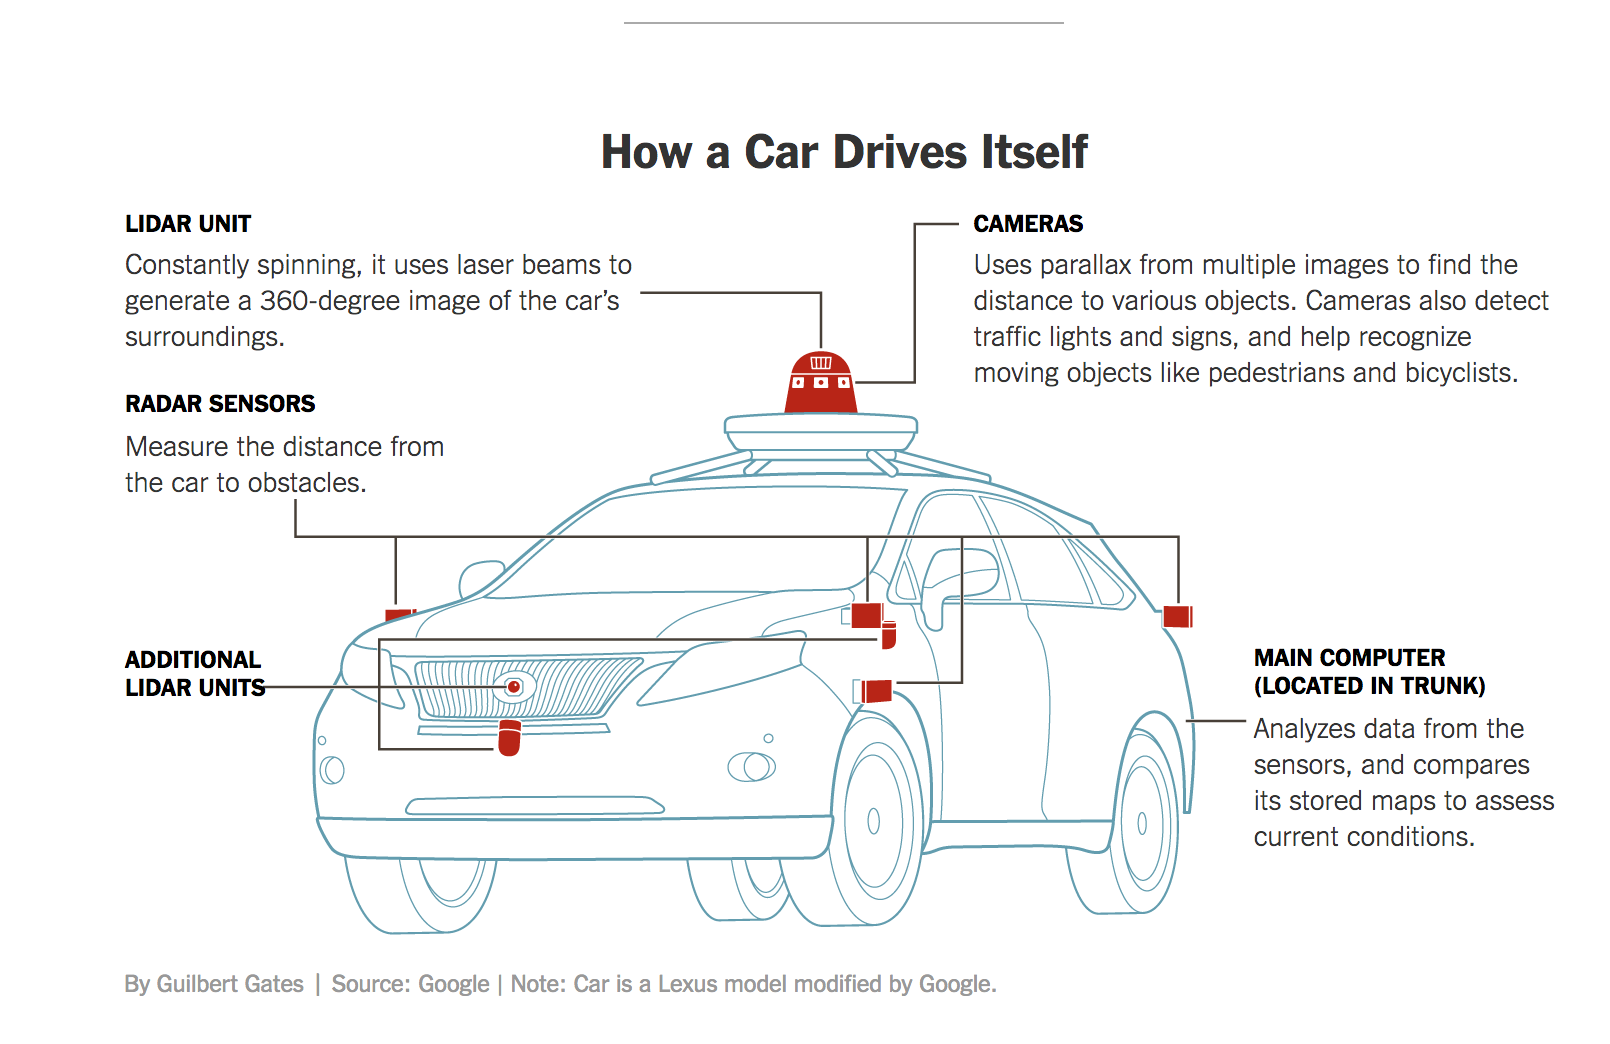 How a Car Drives Itself
LIDAR UNIT
Constantly spinning, it uses laser beams to
generate a 360-degree image of the car’s
surroundings.
CAMERAS
Uses parallax from multiple images to find the
distance to various objects. Cameras also detect
traffic lights and signs, and help recognize
moving objects like pedestrians and bicyclists.
RADAR SENSORS
Measure the distance from
the car to obstacles.
ADDITIONAL
LIDAR UNITS
MAIN COMPUTER
(LOCATED IN TRUNK)
Analyzes data from the
sensors, and compares
its stored maps to assess
current conditions.
By Guilbert Gates | Source: Google | Note: Car is a Lexus model modified by Google.